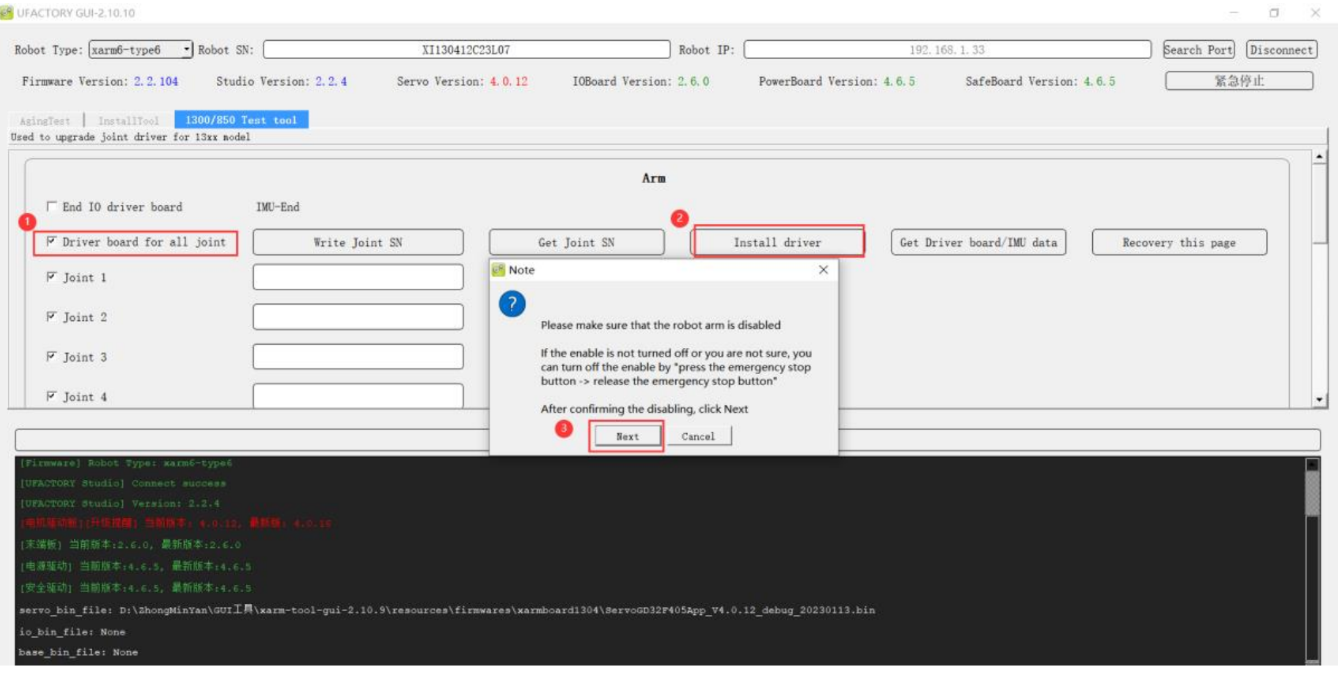 UFACTORY GUI-2.10.10
Robot Type: xarm6-type6 Robot SN: XI130412C23L07 Robot IP: 192.168.1.33 Search Port Disconnect
Firmware Version: 2.2.104 Studio Version: 2.2.4 Servo Version: 4.0.12 IOBoard Version: 2.6.0 PowerBoard Version: 4.6.5 SafeBoard Version: 4.6.5 紧急停止
AgingTest InstallTool 1300/850 Test tool
Used to upgrade joint driver for 13xx model
Arm
End IO driver board IMU-End
1 2
Driver board for all joint Write Joint SN Get Joint SN Install driver Get Driver board/IMU data Recovery this page
Joint 1
Joint 2
Joint 3
Joint 4
Note
Please make sure that the robot arm is disabled
If the enable is not turned off or you are not sure, you
can turn off the enable by "press the emergency stop
button -> release the emergency stop button"
After confirming the disabling, click Next
3 Next Cancel
[Firmware] Robot Type: xarm6-type6
[UFACTORY Studio] Connect success
[UFACTORY Studio] Version: 2.2.4
[电机驱动板][升级提醒] 当前版本: 4.0.12, 最新版: 4.0.15
[末端板] 当前版本:2.6.0, 最新版本:2.6.0
[电源驱动] 当前版本:4.6.5, 最新版本:4.6.5
[安全驱动] 当前版本:4.6.5, 最新版本:4.6.5
servo_bin_file: D:\ZhongMinYan\GUI工具\xarm-tool-gui-2.10.9\resources\firmwares\xarmboard1304\ServoGD32F405App_V4.0.12_debug_20230113.bin
io_bin_file: None
base_bin_file: None